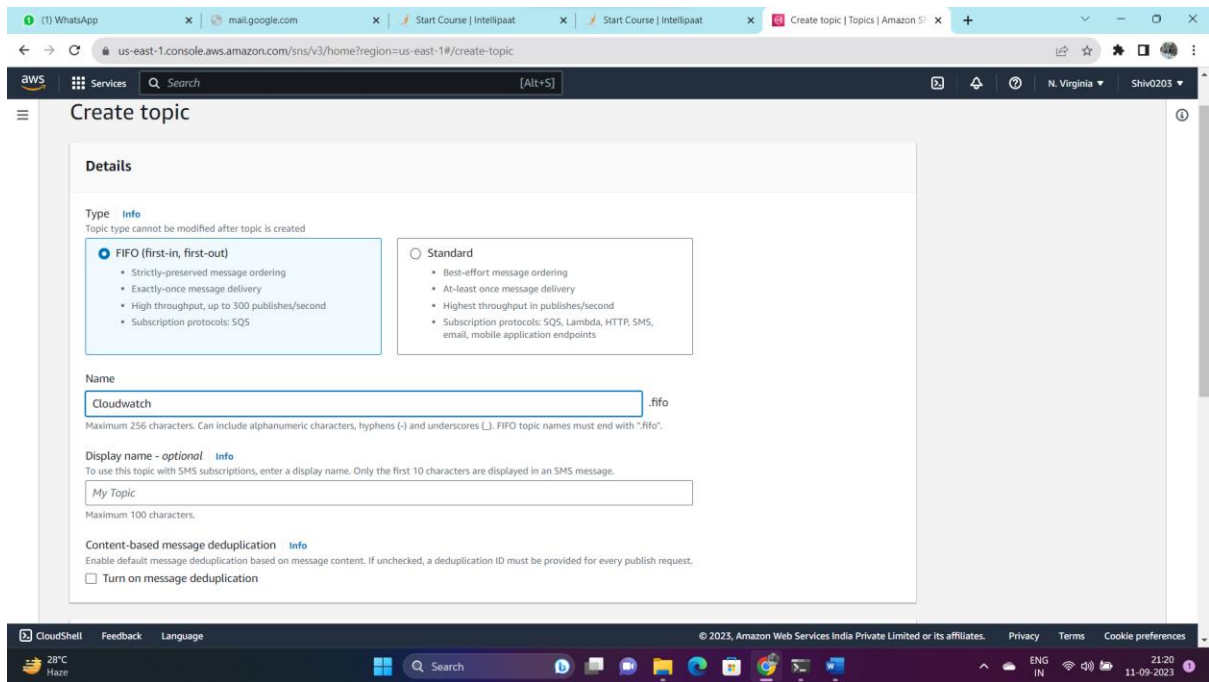 (1) WhatsApp
mail.google.com
Start Course | Intellipaat
Start Course | Intellipaat
Create topic | Topics | Amazon S
us-east-1.console.aws.amazon.com/sns/v3/home?region=us-east-1#/create-topic
aws
Services
Search
[Alt+S]
N. Virginia
Shiv0203
Create topic
Details
Type Info
Topic type cannot be modified after topic is created
FIFO (first-in, first-out)
• Strictly-preserved message ordering
• Exactly-once message delivery
• High throughput, up to 300 publishes/second
• Subscription protocols: SQS
Standard
• Best-effort message ordering
• At-least once message delivery
• Highest throughput in publishes/second
• Subscription protocols: SQS, Lambda, HTTP, SMS,
email, mobile application endpoints
Name
Cloudwatch
.fifo
Maximum 256 characters. Can include alphanumeric characters, hyphens (-) and underscores (_). FIFO topic names must end with ".fifo".
Display name - optional Info
To use this topic with SMS subscriptions, enter a display name. Only the first 10 characters are displayed in an SMS message.
My Topic
Maximum 100 characters.
Content-based message deduplication Info
Enable default message deduplication based on message content. If unchecked, a deduplication ID must be provided for every publish request.
Turn on message deduplication
CloudShell Feedback Language
© 2023, Amazon Web Services India Private Limited or its affiliates. Privacy Terms Cookie preferences
28°C
Haze
Search
ENG
IN
21:20
11-09-2023
1